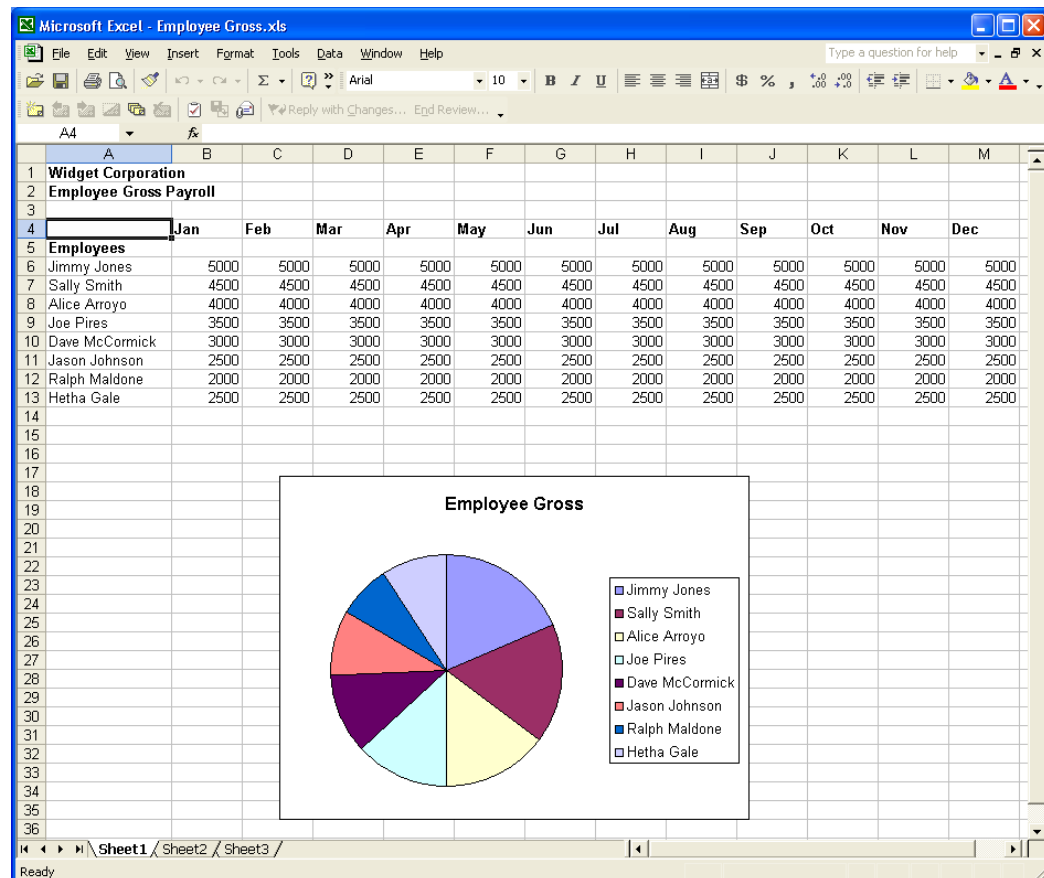 Microsoft Excel - Employee Gross.xls
File Edit View Insert Format Tools Data Window Help Type a question for help
Arial 10 B I U $ % ,
Reply with Changes... End Review...
A4 fx
A B C D E F G H I J K L M
1 Widget Corporation
2 Employee Gross Payroll
3
4 Jan Feb Mar Apr May Jun Jul Aug Sep Oct Nov Dec
5 Employees
6 Jimmy Jones 5000 5000 5000 5000 5000 5000 5000 5000 5000 5000 5000 5000
7 Sally Smith 4500 4500 4500 4500 4500 4500 4500 4500 4500 4500 4500 4500
8 Alice Arroyo 4000 4000 4000 4000 4000 4000 4000 4000 4000 4000 4000 4000
9 Joe Pires 3500 3500 3500 3500 3500 3500 3500 3500 3500 3500 3500 3500
10 Dave McCormick 3000 3000 3000 3000 3000 3000 3000 3000 3000 3000 3000 3000
11 Jason Johnson 2500 2500 2500 2500 2500 2500 2500 2500 2500 2500 2500 2500
12 Ralph Maldone 2000 2000 2000 2000 2000 2000 2000 2000 2000 2000 2000 2000
13 Hetha Gale 2500 2500 2500 2500 2500 2500 2500 2500 2500 2500 2500 2500
14
15
16
17
18
19 Employee Gross
20
21
22
23 Jimmy Jones
24 Sally Smith
25
26 Alice Arroyo
27 Joe Pires
28 Dave McCormick
29 Jason Johnson
30
31 Ralph Maldone
32 Hetha Gale
33
34
35
36
Sheet1 Sheet2 Sheet3
Ready